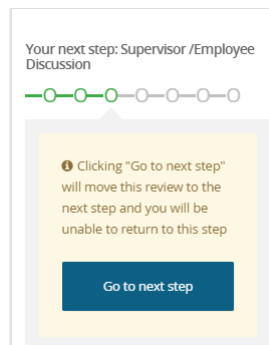 Your next step: Supervisor /Employee
Discussion
Clicking "Go to next step"
will move this review to the
next step and you will be
unable to return to this step
Go to next step